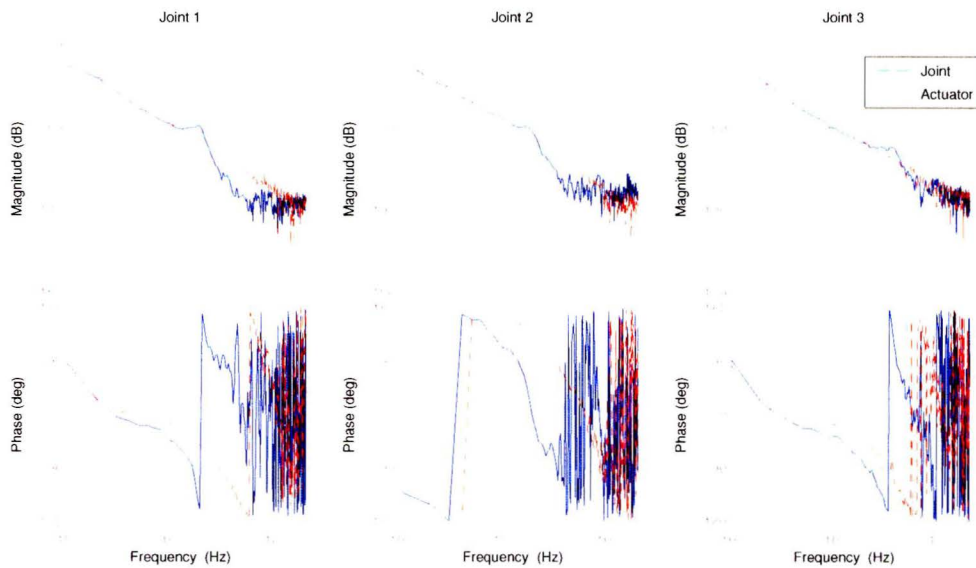 Joint 1
Joint 2
Joint 3
Joint
Actuator
Magnitude (dB)
Magnitude (dB)
Magnitude (dB)
Phase (deg)
Phase (deg)
Phase (deg)
Frequency (Hz)
Frequency (Hz)
Frequency (Hz)